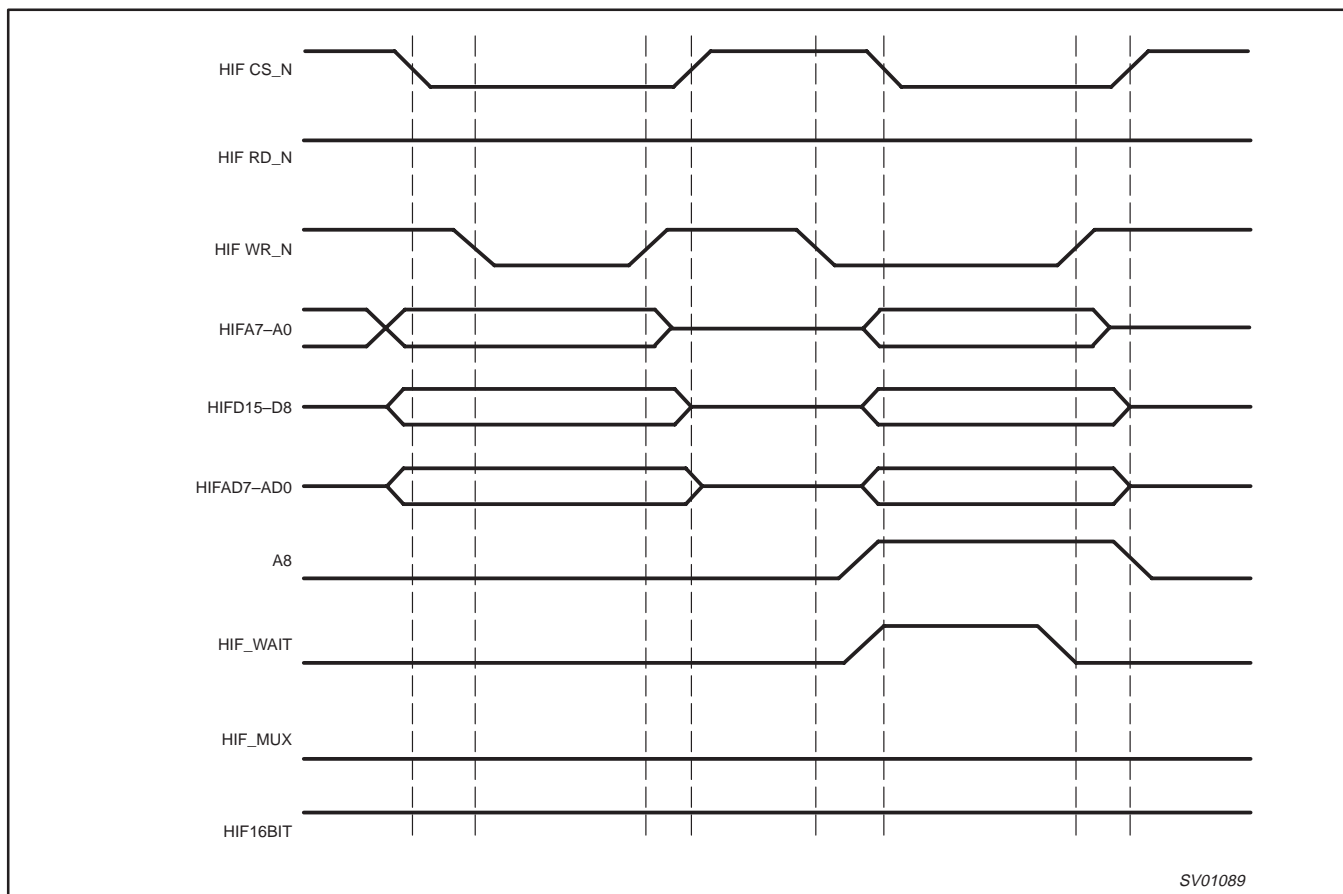 HIF CS_N
HIF RD_N
HIF WR_N
HIFA7–A0
HIFD15–D8
HIFAD7–AD0
A8
HIF_WAIT
HIF_MUX
HIF16BIT
SV01089